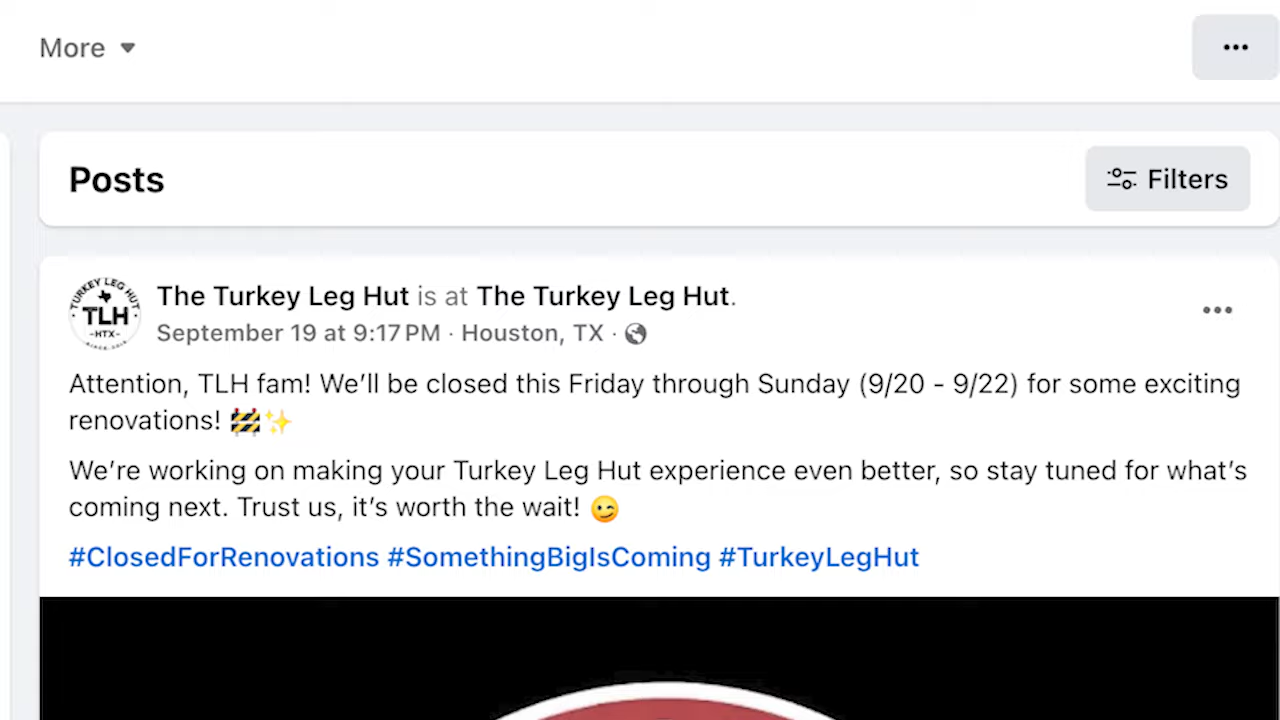 More
Posts
Filters
TURKEY LEG HUT
TLH
-HTX-
The Turkey Leg Hut is at The Turkey Leg Hut.
September 19 at 9:17 PM · Houston, TX ·
Attention, TLH fam! We’ll be closed this Friday through Sunday (9/20 - 9/22) for some exciting
renovations! 🚧✨
We’re working on making your Turkey Leg Hut experience even better, so stay tuned for what’s
coming next. Trust us, it’s worth the wait! 😉
#ClosedForRenovations #SomethingBigIsComing #TurkeyLegHut